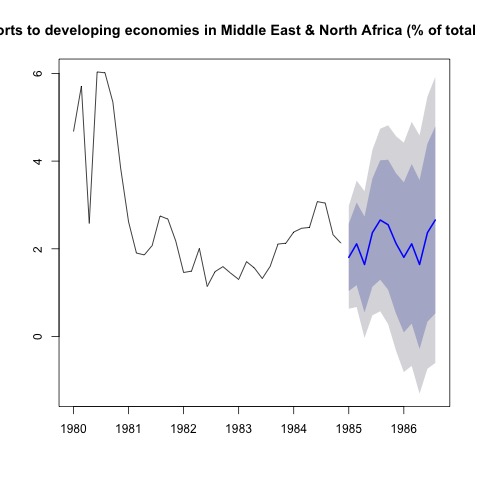 orts to developing economies in Middle East & North Africa (% of total
6
4
2
0
1980 1981 1982 1983 1984 1985 1986